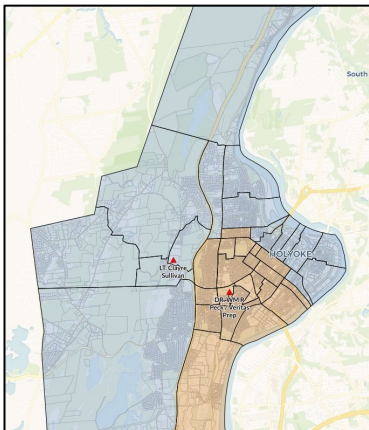 South
HOLYOKE
LT Clayre
Sullivan
DR. WM R
Peck / Veritas
Prep